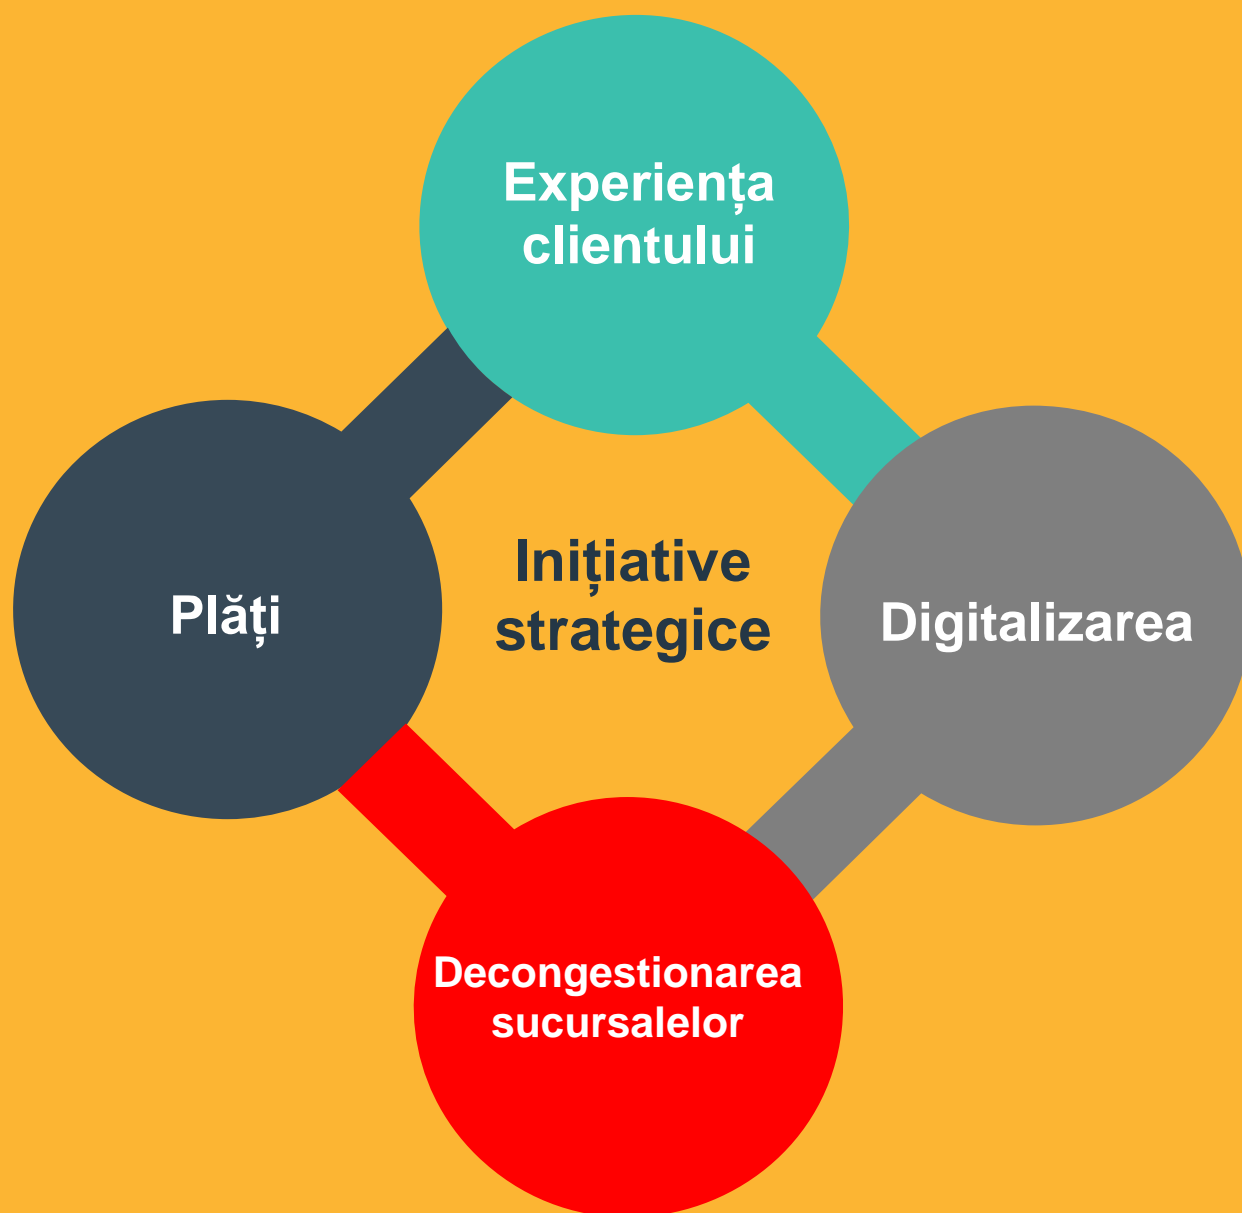 Experiența
clientului
Inițiative
strategice
Plăți
Digitalizarea
Decongestionarea
sucursalelor